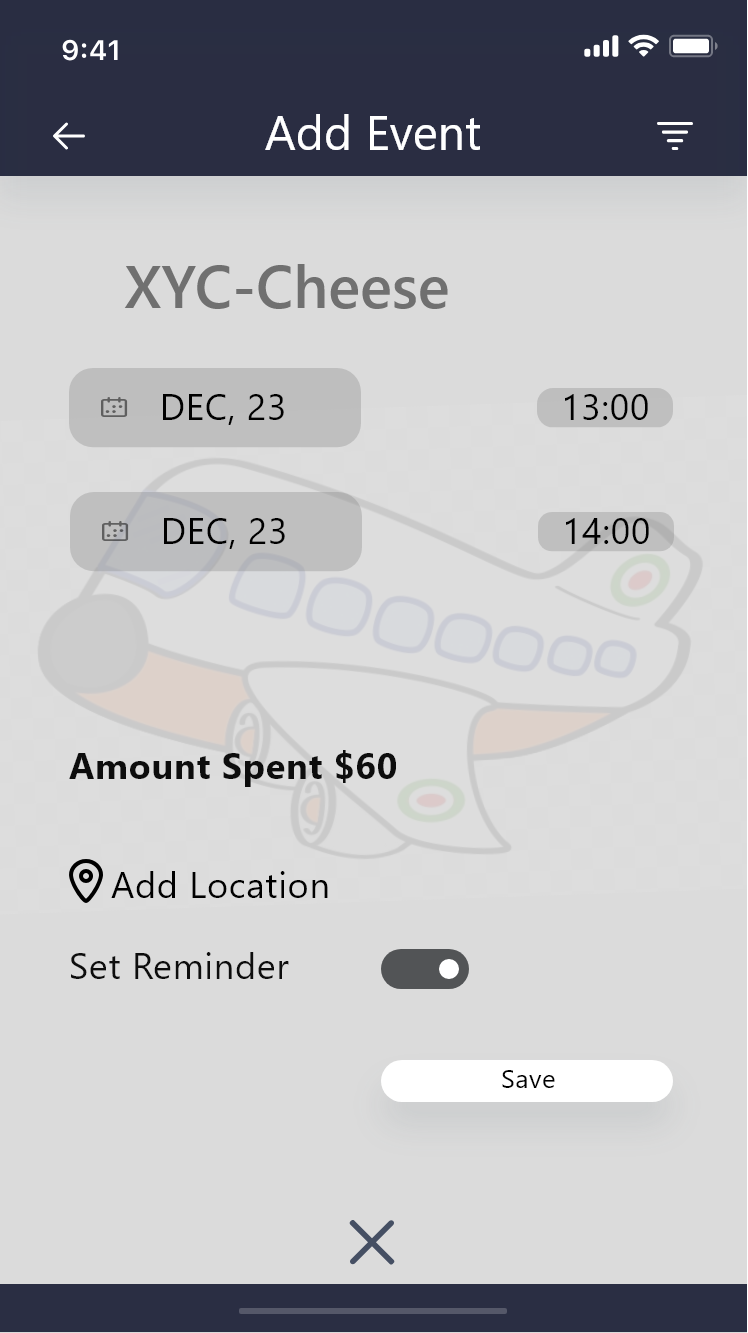 9:41
Add Event
XYC-Cheese
DEC, 23 13:00
DEC, 23 14:00
Amount Spent $60
Add Location
Set Reminder
Save